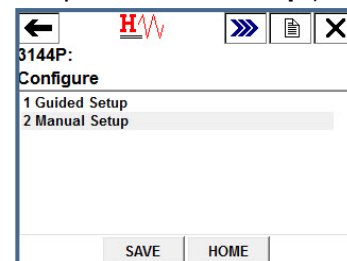 H
3144P:
Configure
1 Guided Setup
2 Manual Setup
SAVE HOME